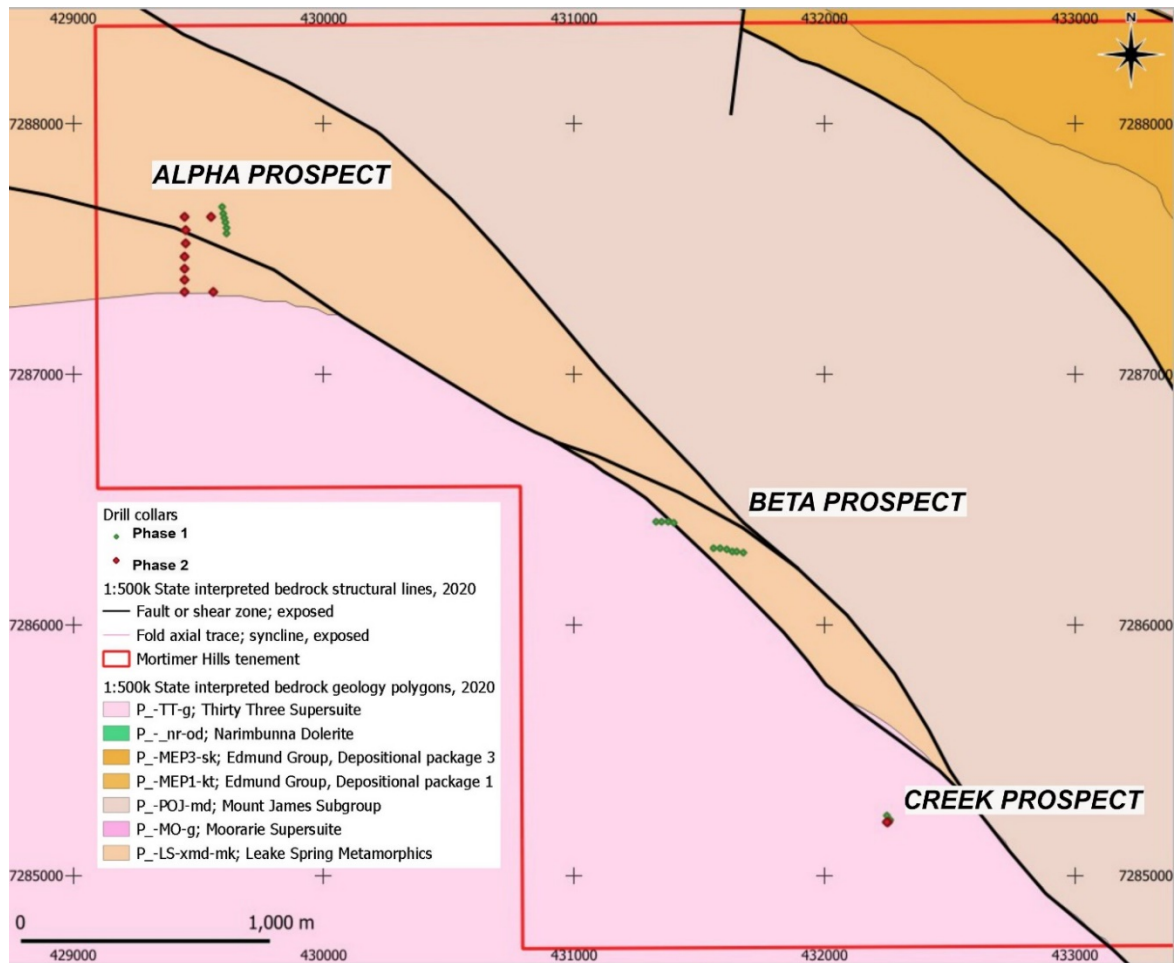 429000 430000 431000 432000 433000
N
7288000 7288000
ALPHA PROSPECT
7287000 7287000
BETA PROSPECT
Drill collars
Phase 1
Phase 2
1:500k State interpreted bedrock structural lines, 2020
Fault or shear zone; exposed
Fold axial trace; syncline, exposed
Mortimer Hills tenement
1:500k State interpreted bedrock geology polygons, 2020
P_-TT-g; Thirty Three Supersuite
P_-_nr-od; Narimbunna Dolerite
P_-MEP3-sk; Edmund Group, Depositional package 3
P_-MEP1-kt; Edmund Group, Depositional package 1
P_-POJ-md; Mount James Subgroup
P_-MO-g; Moorarie Supersuite
P_-LS-xmd-mk; Leake Spring Metamorphics
7286000 7286000
CREEK PROSPECT
7285000 7285000
0 1,000 m
429000 430000 431000 432000 433000